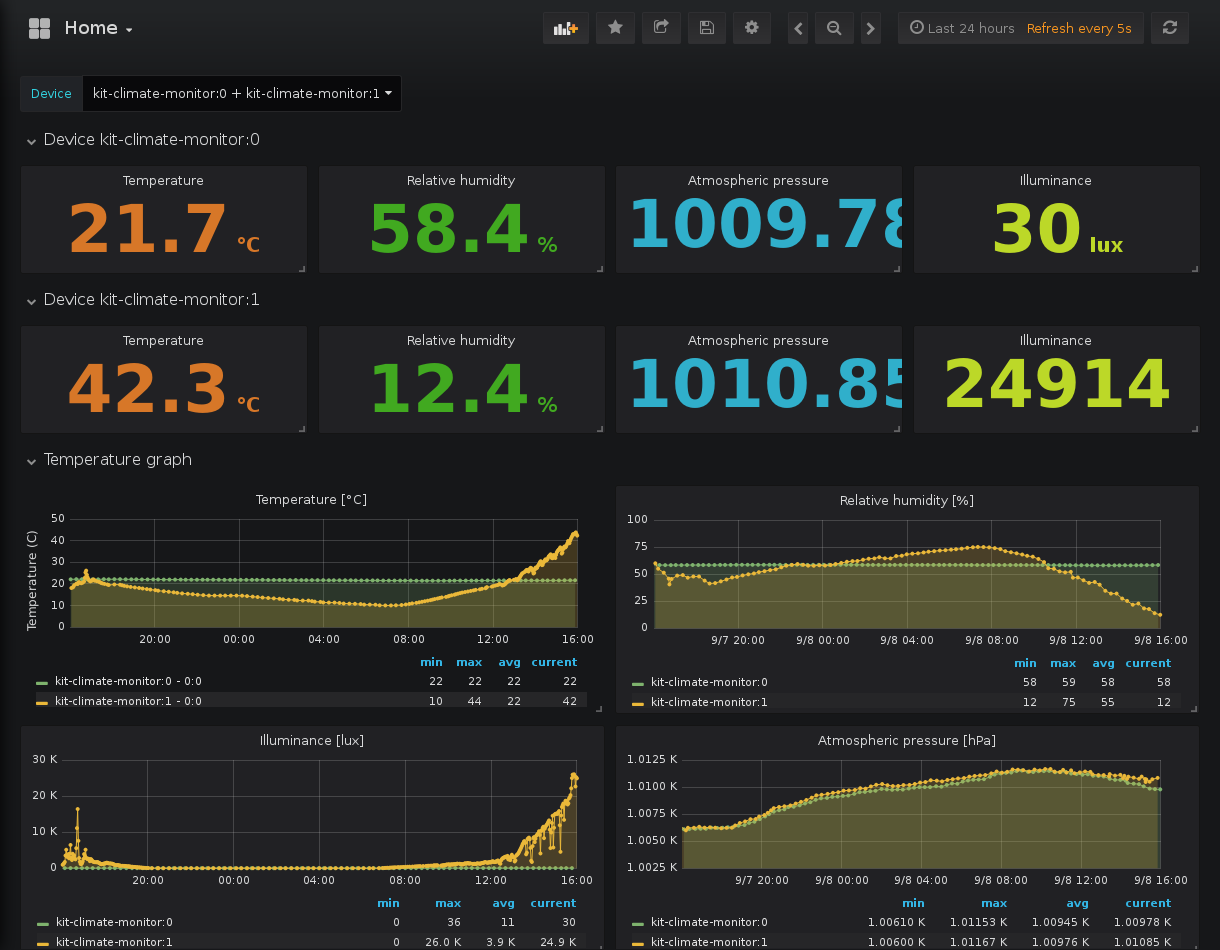 Home
Last 24 hours Refresh every 5s
Device kit-climate-monitor:0 + kit-climate-monitor:1
Device kit-climate-monitor:0
Temperature Relative humidity Atmospheric pressure Illuminance
21.7 °C 58.4 % 1009.78 30 lux
Device kit-climate-monitor:1
Temperature Relative humidity Atmospheric pressure Illuminance
42.3 °C 12.4 % 1010.85 24914
Temperature graph
Temperature [°C]
Temperature (C)
50
40
30
20
10
0
20:00 00:00 04:00 08:00 12:00 16:00
min max avg current
kit-climate-monitor:0 - 0:0 22 22 22 22
kit-climate-monitor:1 - 0:0 10 44 22 42
Relative humidity [%]
100
75
50
25
0
9/7 20:00 9/8 00:00 9/8 04:00 9/8 08:00 9/8 12:00 9/8 16:00
min max avg current
kit-climate-monitor:0 58 59 58 58
kit-climate-monitor:1 12 75 55 12
Illuminance [lux]
30 K
20 K
10 K
0
20:00 00:00 04:00 08:00 12:00 16:00
min max avg current
kit-climate-monitor:0 0 36 11 30
kit-climate-monitor:1 0 26.0 K 3.9 K 24.9 K
Atmospheric pressure [hPa]
1.0125 K
1.0100 K
1.0075 K
1.0050 K
1.0025 K
9/7 20:00 9/8 00:00 9/8 04:00 9/8 08:00 9/8 12:00 9/8 16:00
min max avg current
kit-climate-monitor:0 1.00610 K 1.01153 K 1.00945 K 1.00978 K
kit-climate-monitor:1 1.00600 K 1.01167 K 1.00976 K 1.01085 K